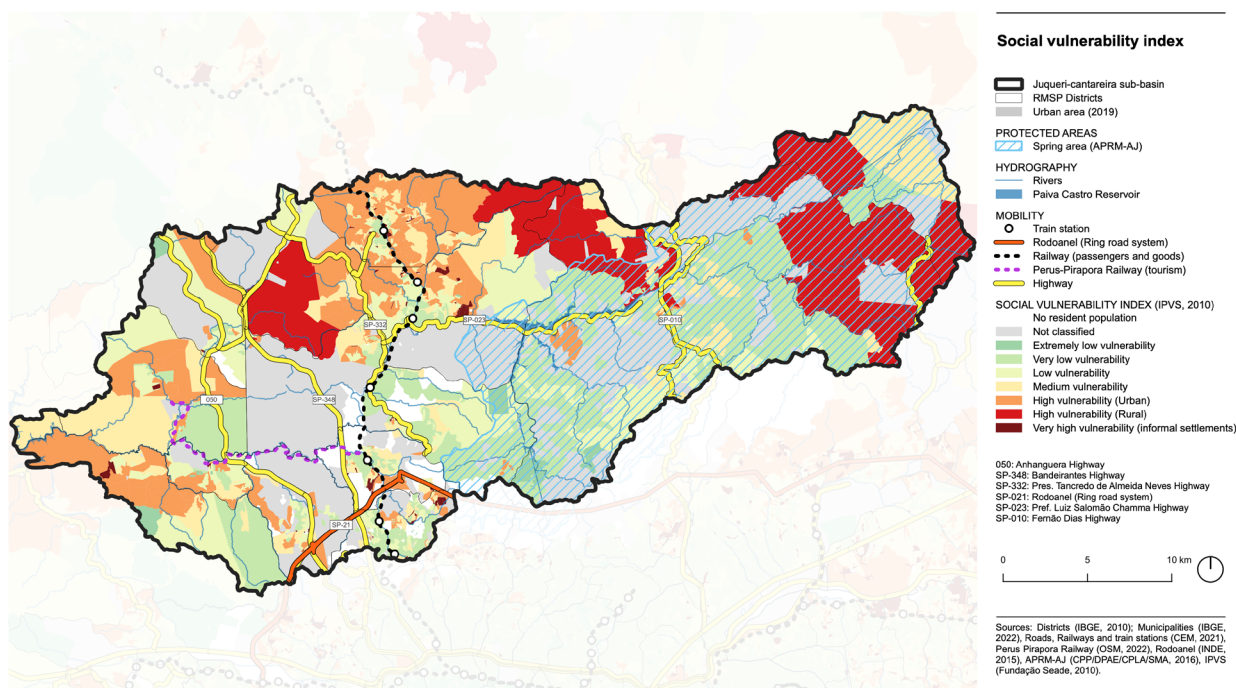 Social vulnerability index
Juqueri-cantareira sub-basin
RMSP Districts
Urban area (2019)
PROTECTED AREAS
Spring area (APRM-AJ)
HYDROGRAPHY
Rivers
Paiva Castro Reservoir
MOBILITY
Train station
Rodoanel (Ring road system)
Railway (passengers and goods)
Perus-Pirapora Railway (tourism)
Highway
SOCIAL VULNERABILITY INDEX (IPVS, 2010)
No resident population
Not classified
Extremely low vulnerability
Very low vulnerability
Low vulnerability
Medium vulnerability
High vulnerability (Urban)
High vulnerability (Rural)
Very high vulnerability (informal settlements)
050: Anhanguera Highway
SP-348: Bandeirantes Highway
SP-332: Pres. Tancredo de Almeida Neves Highway
SP-021: Rodoanel (Ring road system)
SP-023: Pref. Luiz Salomão Chamma Highway
SP-010: Fernão Dias Highway
0 5 10 km
Sources: Districts (IBGE, 2010); Municipalities (IBGE,
2022), Roads, Railways and train stations (CEM, 2021),
Perus Pirapora Railway (OSM, 2022), Rodoanel (INDE,
2015), APRM-AJ (CPP/DPAE/CPLA/SMA, 2016), IPVS
(Fundação Seade, 2010).
SP-332
SP-023
SP-010
050
SP-348
SP-21